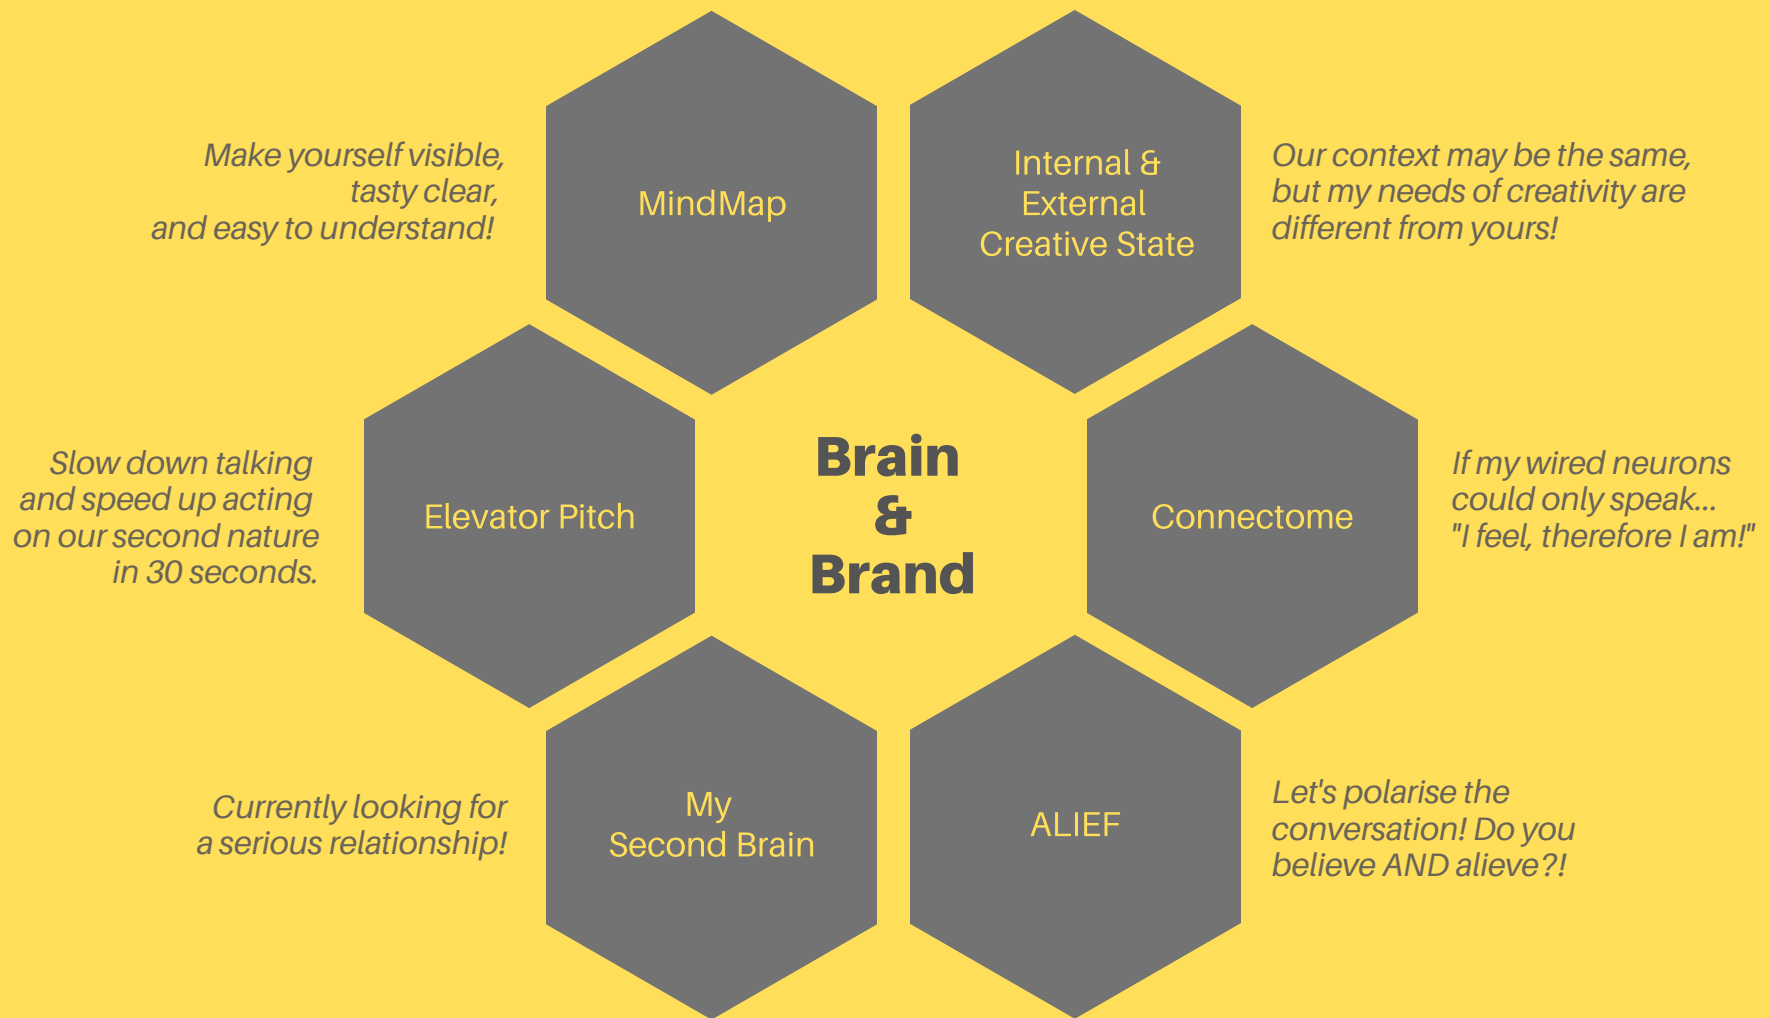 Make yourself visible,
tasty clear,
and easy to understand!
MindMap
Internal &
External
Creative State
Our context may be the same,
but my needs of creativity are
different from yours!
Slow down talking
and speed up acting
on our second nature
in 30 seconds.
Elevator Pitch
Brain
&
Brand
Connectome
If my wired neurons
could only speak...
"I feel, therefore I am!"
Currently looking for
a serious relationship!
My
Second Brain
ALIEF
Let's polarise the
conversation! Do you
believe AND alieve?!